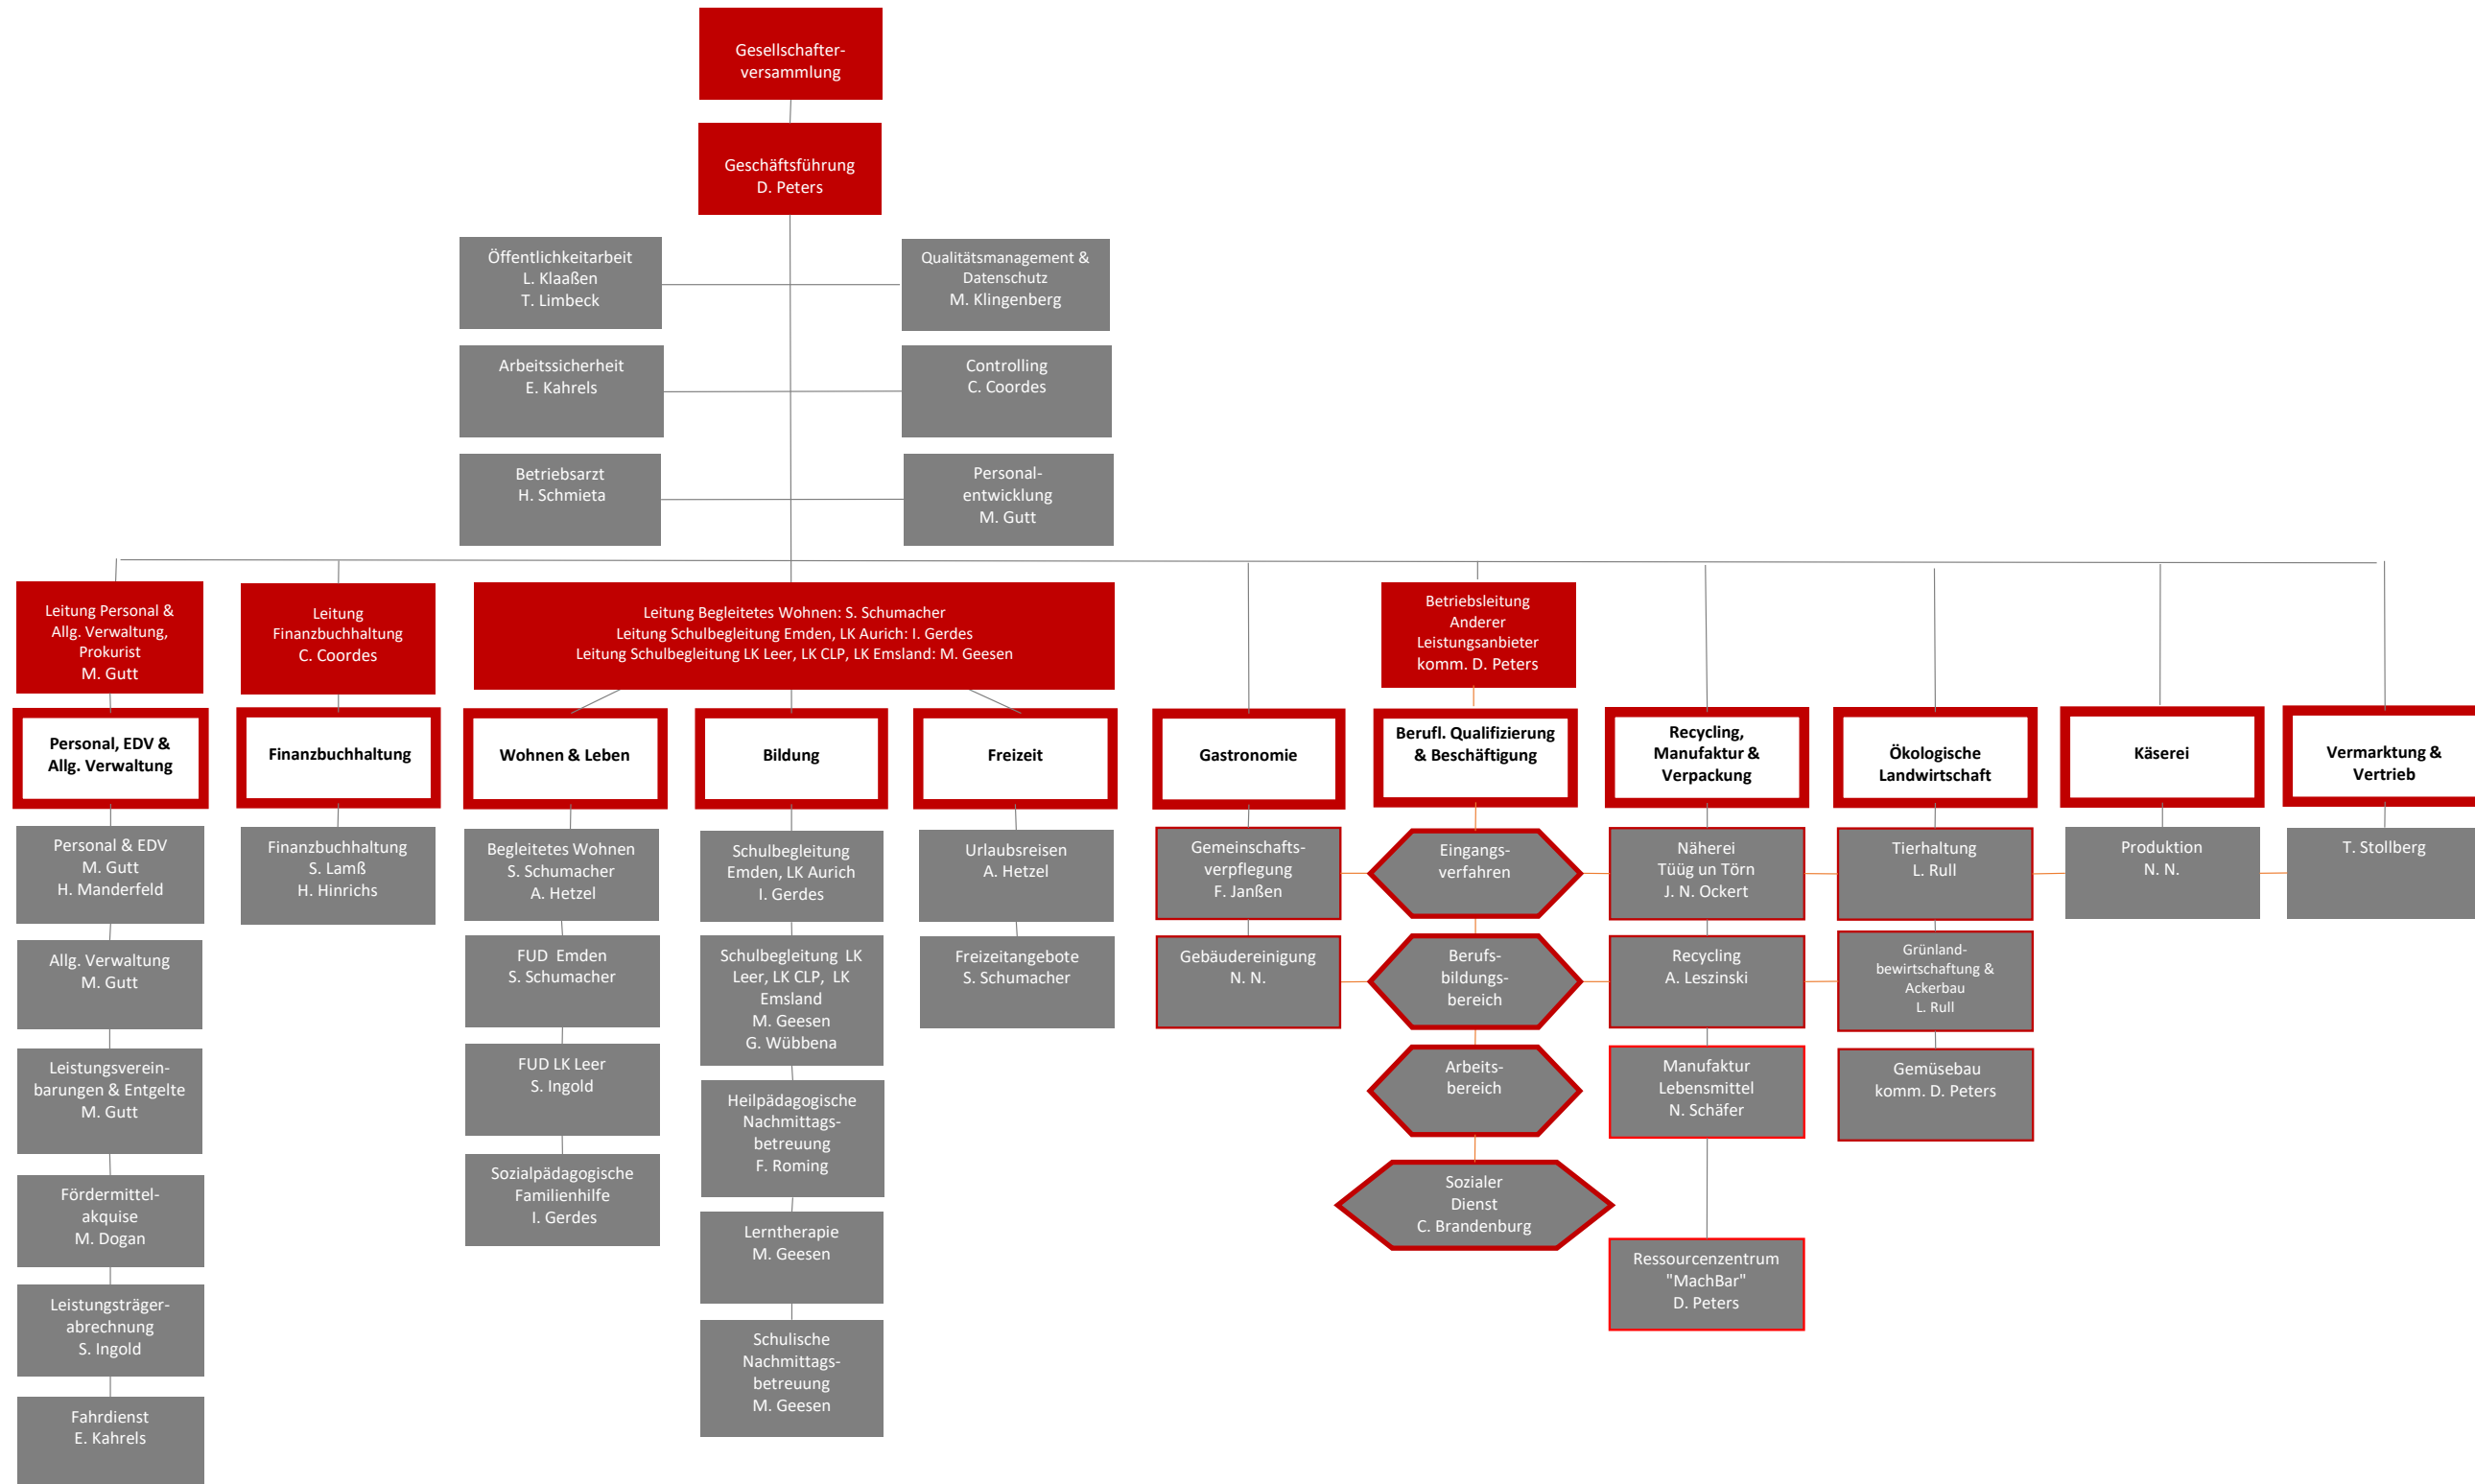 Gesellschafter-
versammlung
Geschäftsführung
D. Peters
Öffentlichkeitarbeit
L. Klaaßen
T. Limbeck
Qualitätsmanagement &
Datenschutz
M. Klingenberg
Arbeitssicherheit
E. Kahrels
Controlling
C. Coordes
Betriebsarzt
H. Schmieta
Personal-
entwicklung
M. Gutt
Leitung Personal &
Allg. Verwaltung,
Prokurist
M. Gutt
Leitung
Finanzbuchhaltung
C. Coordes
Leitung Begleitetes Wohnen: S. Schumacher
Leitung Schulbegleitung Emden, LK Aurich: I. Gerdes
Leitung Schulbegleitung LK Leer, LK CLP, LK Emsland: M. Geesen
Betriebsleitung
Anderer
Leistungsanbieter
komm. D. Peters
Personal, EDV &
Allg. Verwaltung
Finanzbuchhaltung
Wohnen & Leben
Bildung
Freizeit
Gastronomie
Berufl. Qualifizierung
& Beschäftigung
Recycling,
Manufaktur &
Verpackung
Ökologische
Landwirtschaft
Käserei
Vermarktung &
Vertrieb
Personal & EDV
M. Gutt
H. Manderfeld
Allg. Verwaltung
M. Gutt
Leistungsverein-
barungen & Entgelte
M. Gutt
Fördermittel-
akquise
M. Dogan
Leistungsträger-
abrechnung
S. Ingold
Fahrdienst
E. Kahrels
Finanzbuchhaltung
S. Lamß
H. Hinrichs
Begleitetes Wohnen
S. Schumacher
A. Hetzel
FUD Emden
S. Schumacher
FUD LK Leer
S. Ingold
Sozialpädagogische
Familienhilfe
I. Gerdes
Schulbegleitung
Emden, LK Aurich
I. Gerdes
Schulbegleitung LK
Leer, LK CLP, LK
Emsland
M. Geesen
G. Wübbena
Heilpädagogische
Nachmittags-
betreuung
F. Roming
Lerntherapie
M. Geesen
Schulische
Nachmittags-
betreuung
M. Geesen
Urlaubsreisen
A. Hetzel
Freizeitangebote
S. Schumacher
Gemeinschafts-
verpflegung
F. Janßen
Gebäudereinigung
N. N.
Eingangs-
verfahren
Berufs-
bildungs-
bereich
Arbeits-
bereich
Sozialer
Dienst
C. Brandenburg
Näherei
Tüüg un Törn
J. N. Ockert
Recycling
A. Leszinski
Manufaktur
Lebensmittel
N. Schäfer
Ressourcenzentrum
"MachBar"
D. Peters
Tierhaltung
L. Rull
Grünland-
bewirtschaftung &
Ackerbau
L. Rull
Gemüsebau
komm. D. Peters
Produktion
N. N.
T. Stollberg